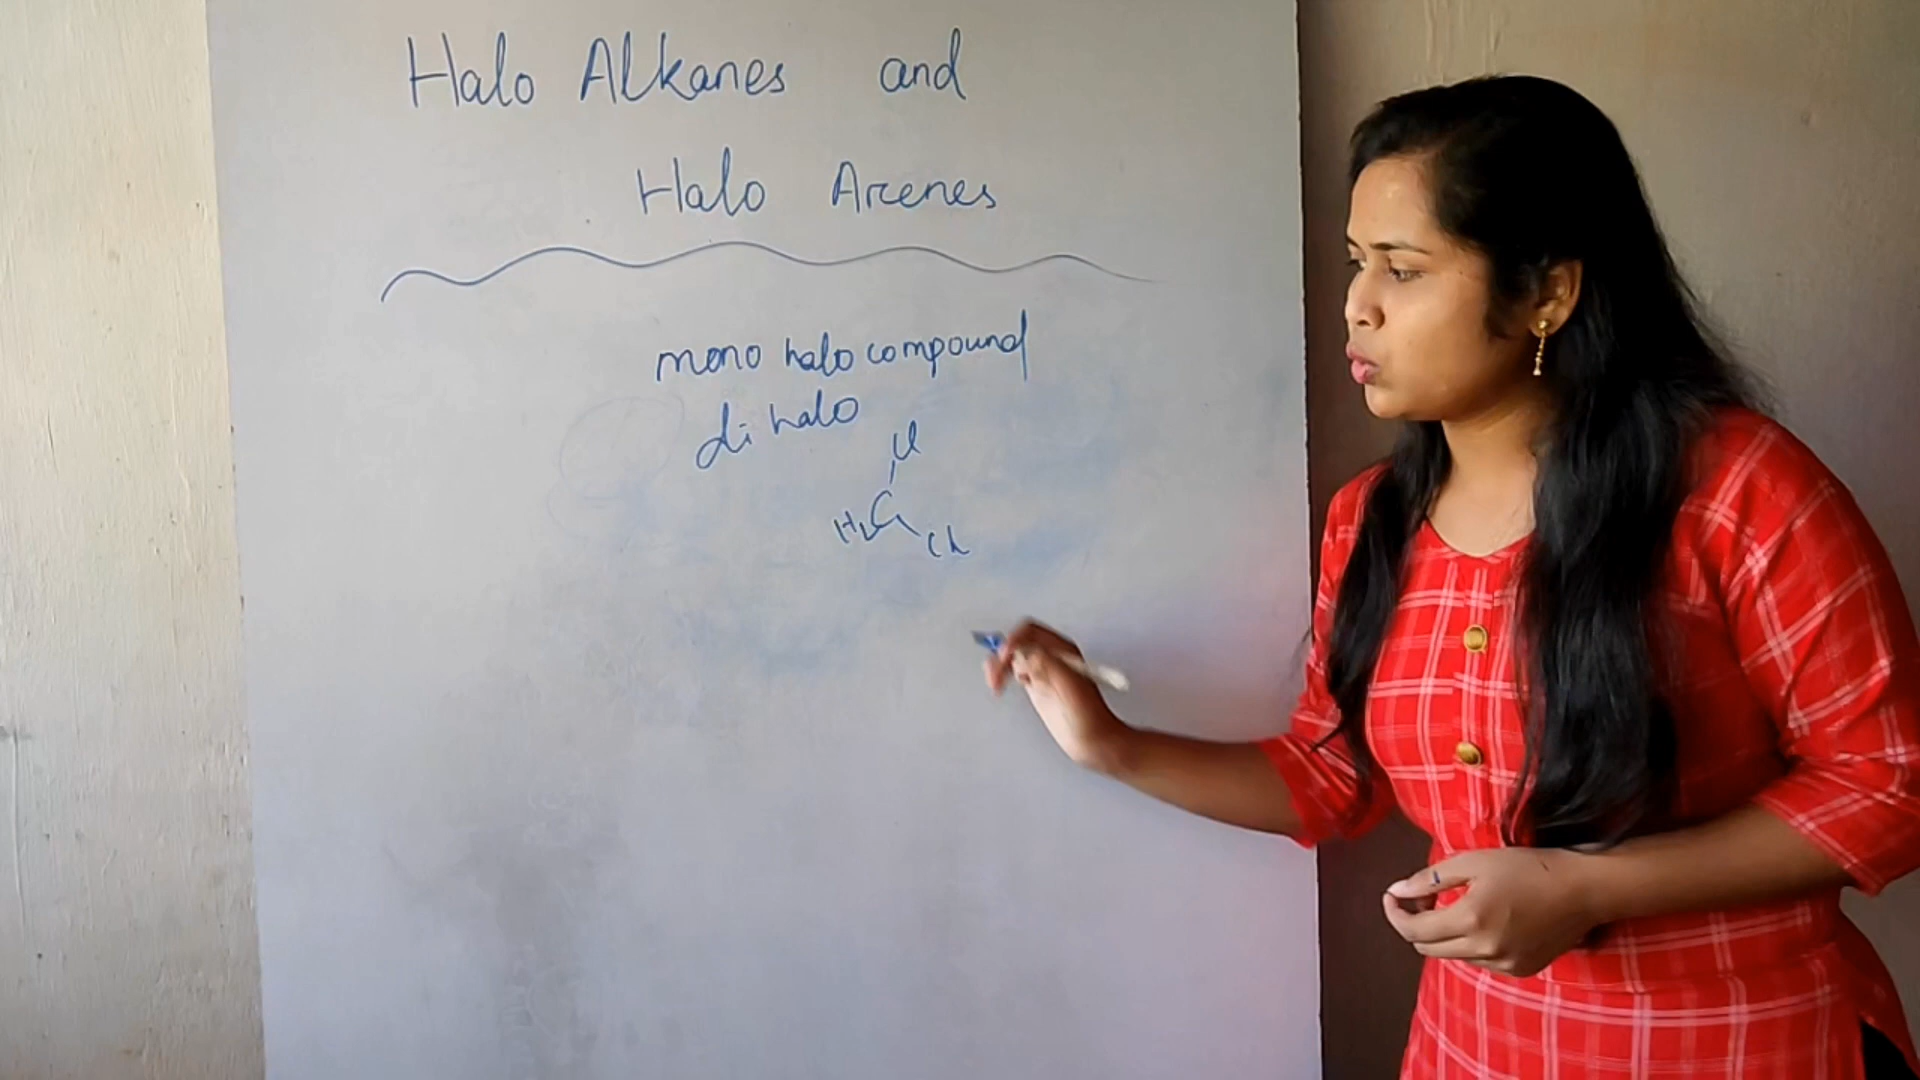 Halo Alkanes and
Halo Arenes
mono halo compound
di halo
Cl
H2C
Cl